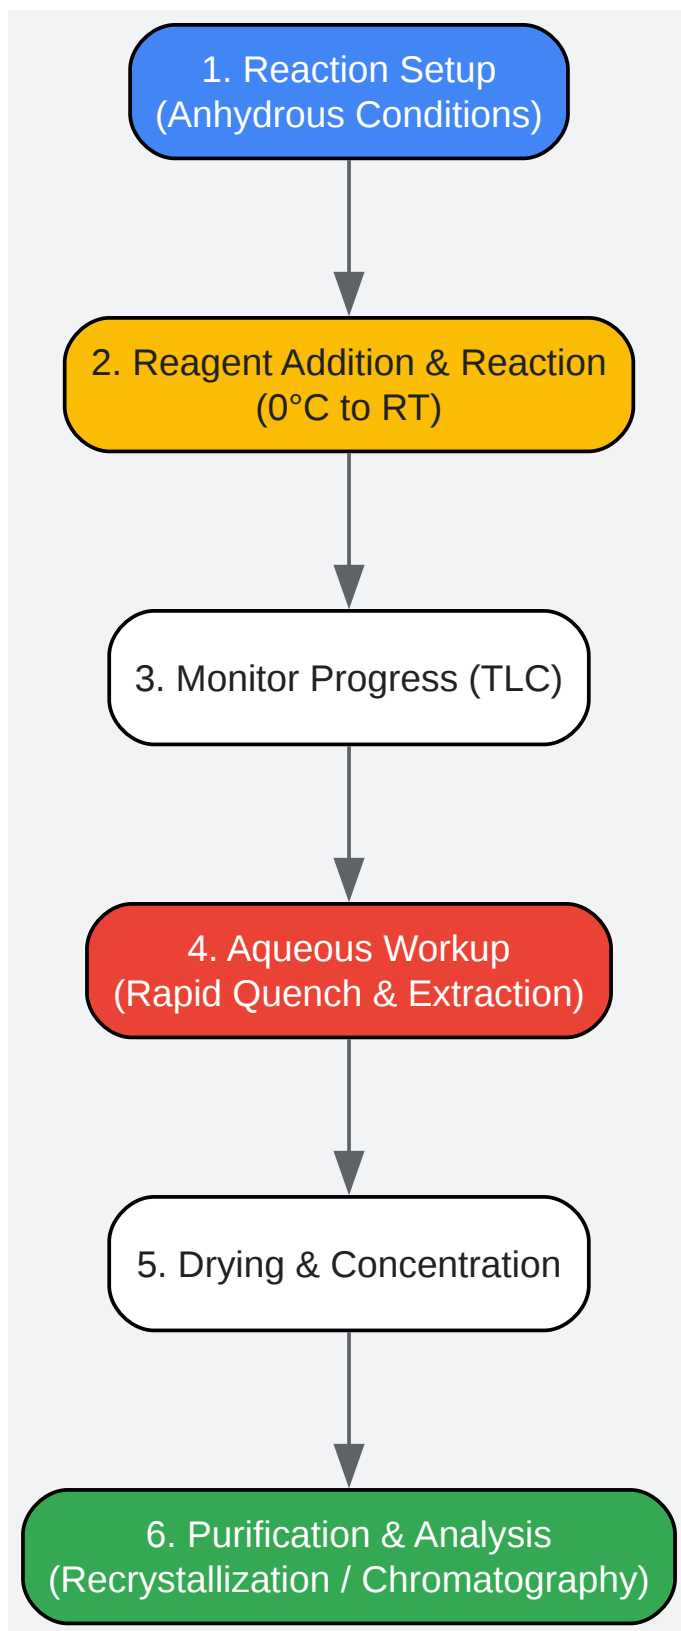 1. Reaction Setup
(Anhydrous Conditions)
2. Reagent Addition & Reaction
(0°C to RT)
3. Monitor Progress (TLC)
4. Aqueous Workup
(Rapid Quench & Extraction)
5. Drying & Concentration
6. Purification & Analysis
(Recrystallization / Chromatography)